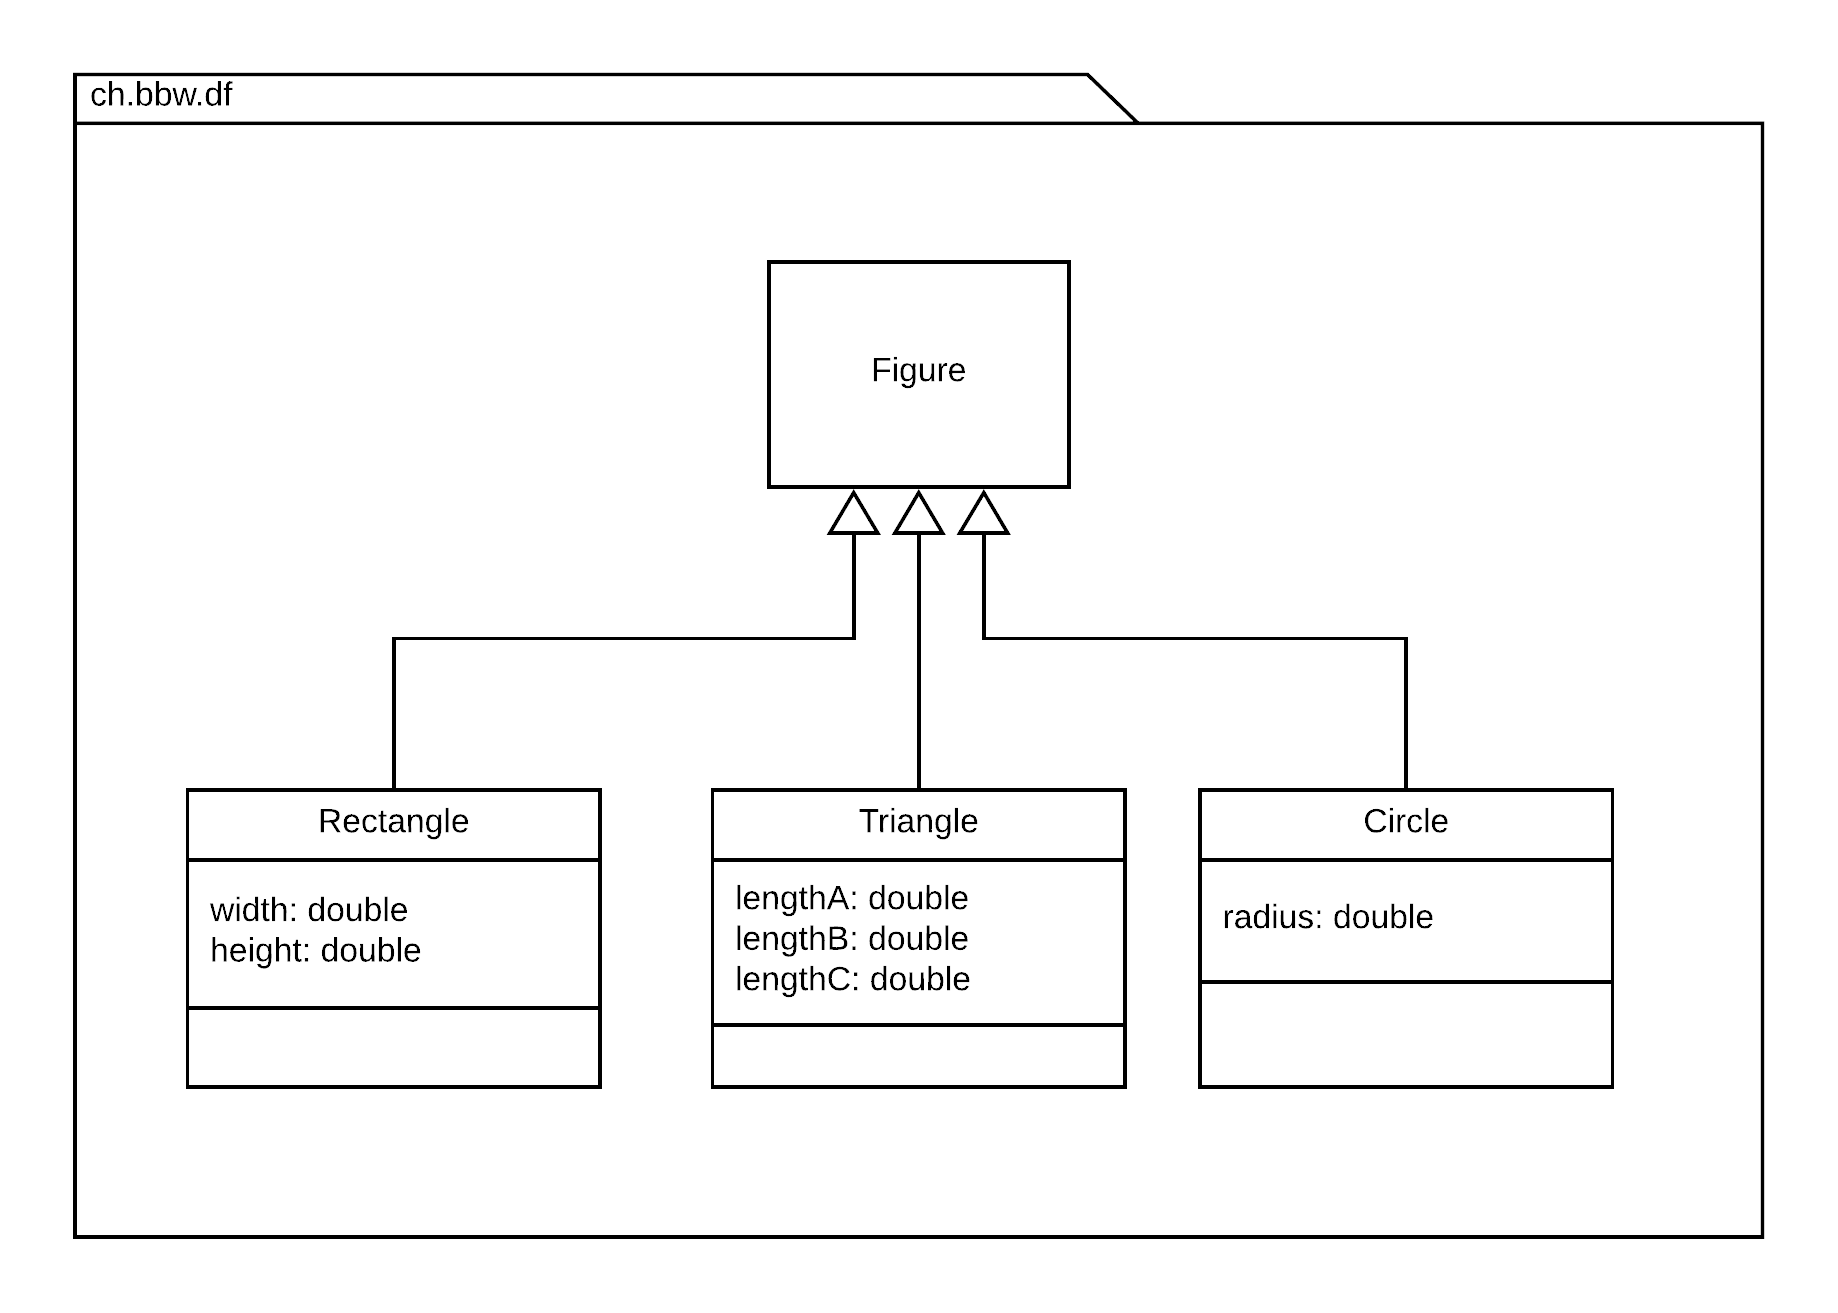 ch.bbw.df
Figure
Rectangle
width: double
height: double
Triangle
lengthA: double
lengthB: double
lengthC: double
Circle
radius: double